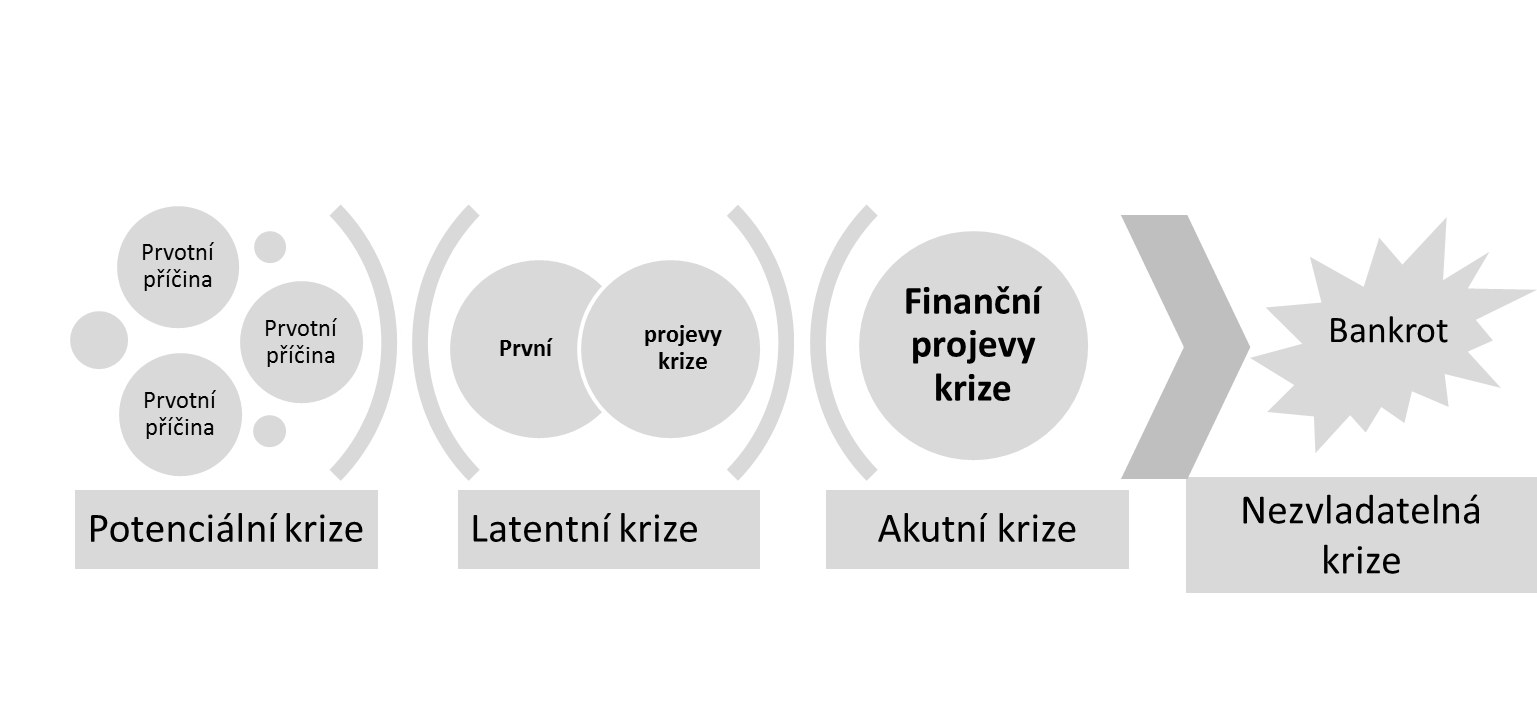 Prvotní
příčina
Prvotní
příčina
Prvotní
příčina
První
projevy
krize
Finanční
projevy
krize
Bankrot
Potenciální krize
Latentní krize
Akutní krize
Nezvladatelná
krize